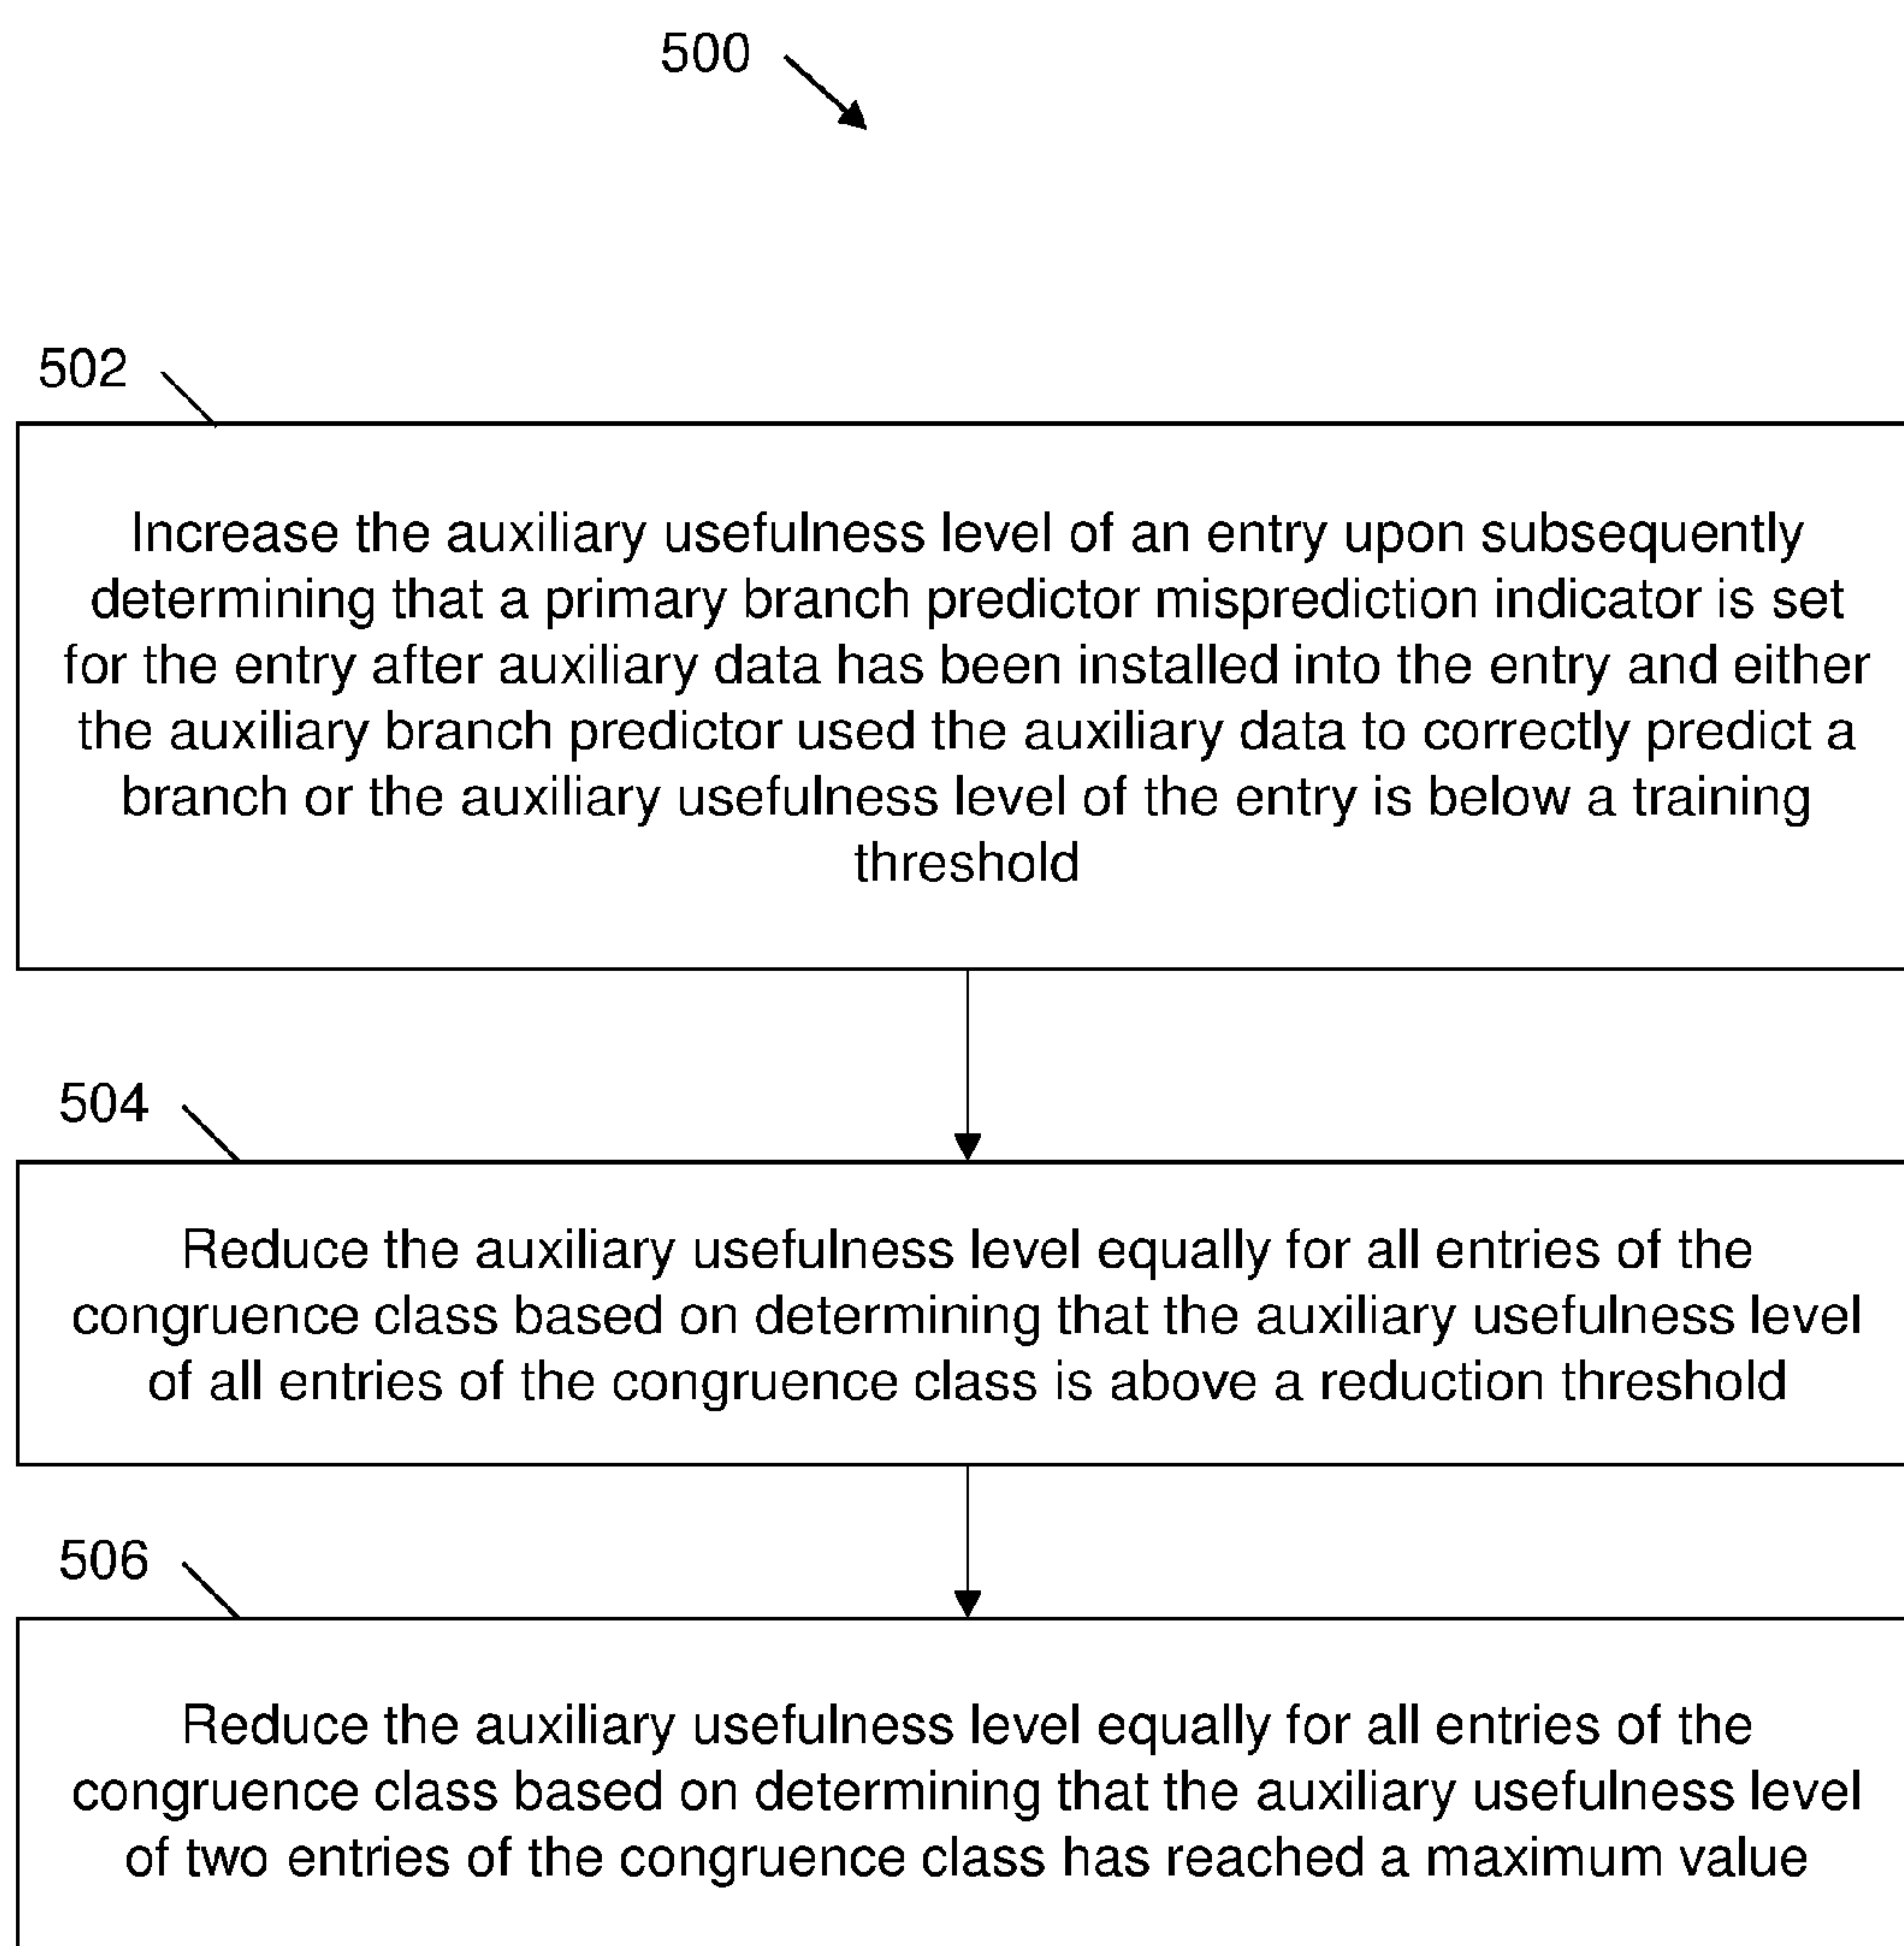 500
502
Increase the auxiliary usefulness level of an entry upon subsequently
determining that a primary branch predictor misprediction indicator is set
for the entry after auxiliary data has been installed into the entry and either
the auxiliary branch predictor used the auxiliary data to correctly predict a
branch or the auxiliary usefulness level of the entry is below a training
threshold
504
Reduce the auxiliary usefulness level equally for all entries of the
congruence class based on determining that the auxiliary usefulness level
of all entries of the congruence class is above a reduction threshold
506
Reduce the auxiliary usefulness level equally for all entries of the
congruence class based on determining that the auxiliary usefulness level
of two entries of the congruence class has reached a maximum value